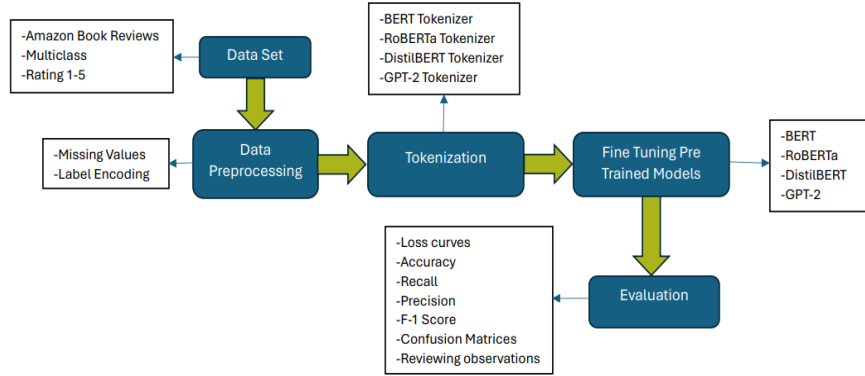 -Amazon Book Reviews
-Multiclass
-Rating 1-5
Data Set
-BERT Tokenizer
-RoBERTa Tokenizer
-DistilBERT Tokenizer
-GPT-2 Tokenizer
-Missing Values
-Label Encoding
Data
Preprocessing
Tokenization
Fine Tuning Pre
Trained Models
-BERT
-RoBERTa
-DistilBERT
-GPT-2
-Loss curves
-Accuracy
-Recall
-Precision
-F-1 Score
-Confusion Matrices
-Reviewing observations
Evaluation